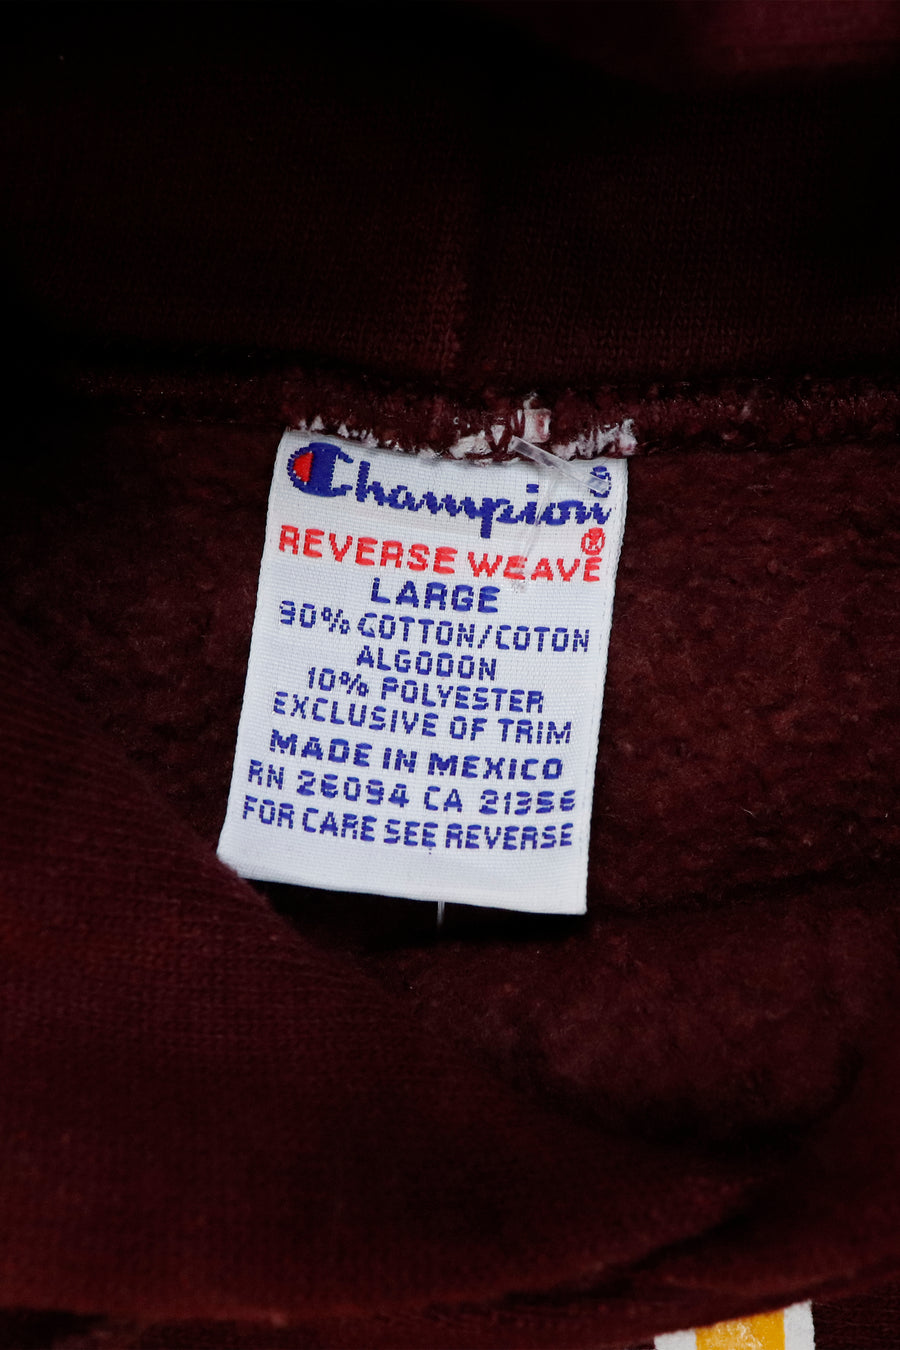 Champion®
REVERSE WEAVE®
LARGE
90% COTTON/COTON
ALGODON
10% POLYESTER
EXCLUSIVE OF TRIM
MADE IN MEXICO
RN 26094 CA 21356
FOR CARE SEE REVERSE